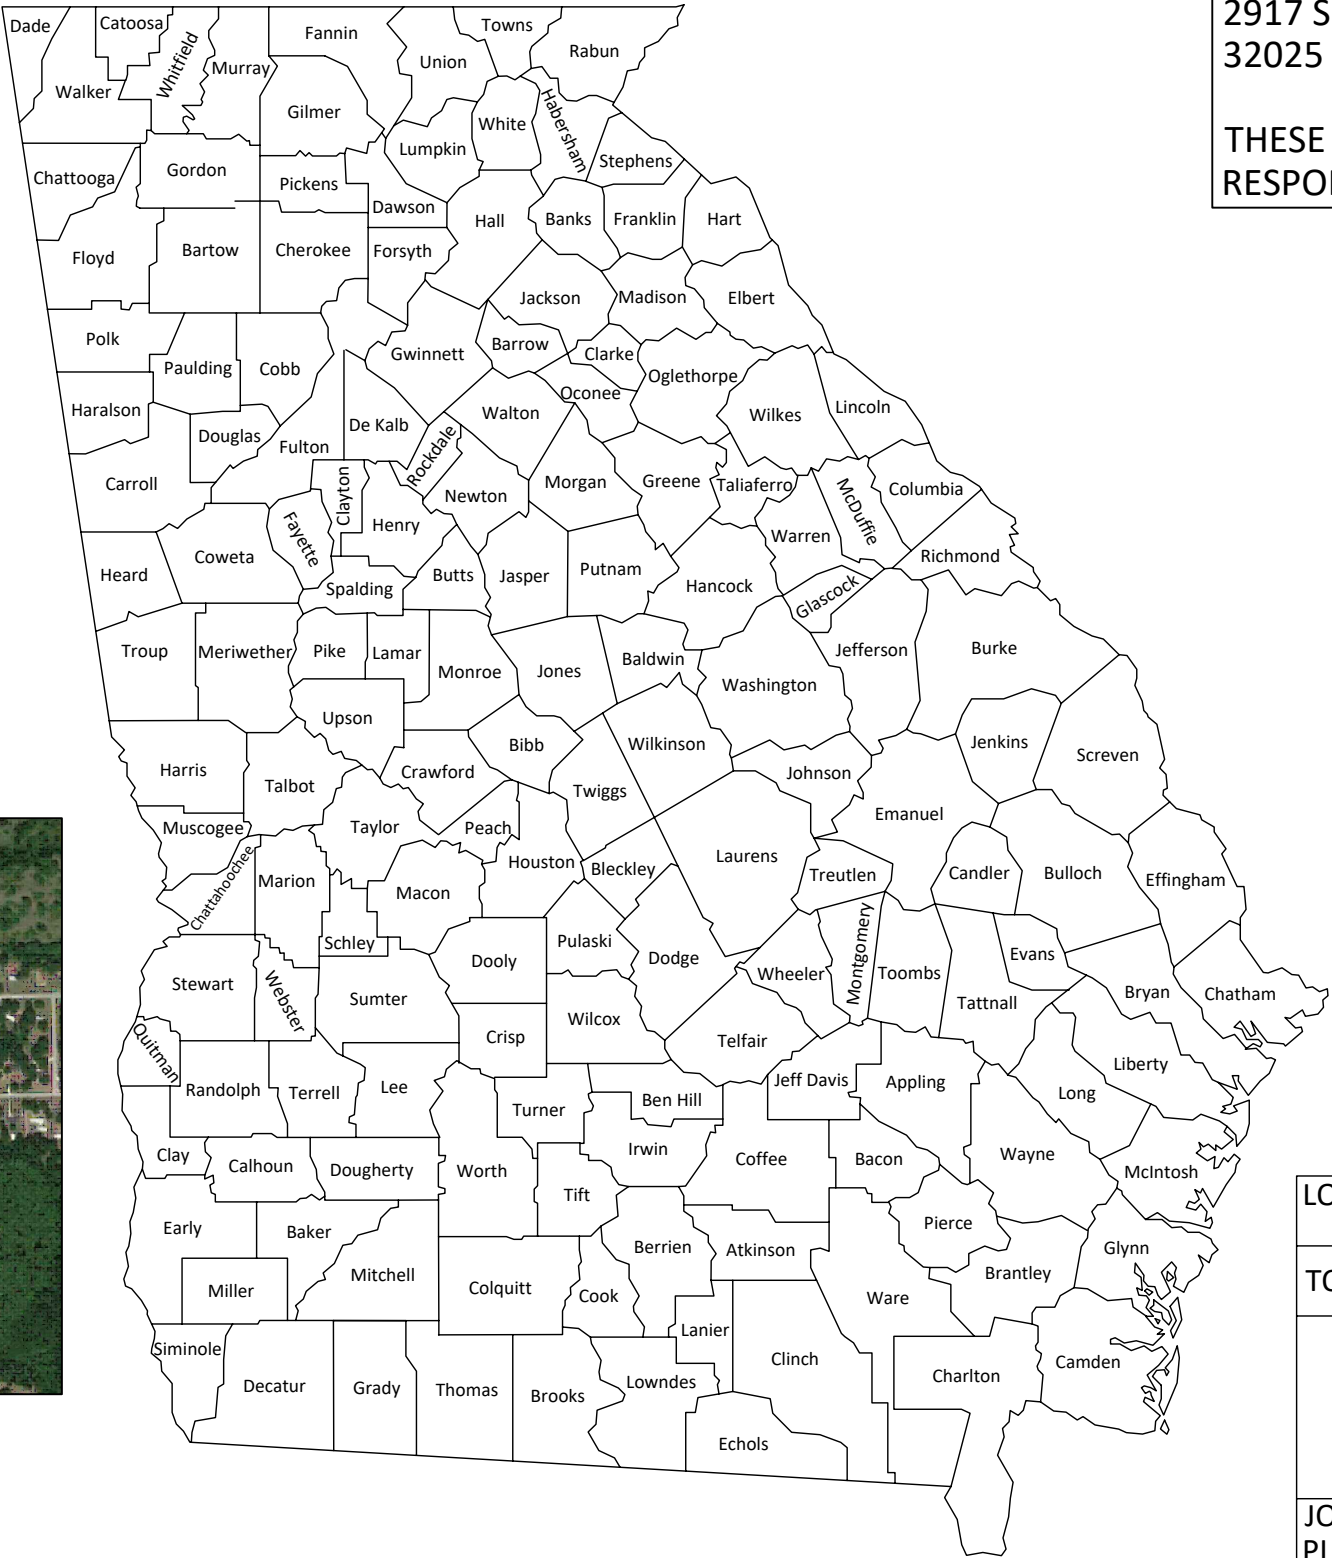 2917 S
32025
THESE
RESPO
Dade
Catoosa
Whitfield
Murray
Fannin
Union
Towns
Rabun
Walker
Gilmer
Lumpkin
White
Habersham
Stephens
Chattooga
Gordon
Pickens
Dawson
Hall
Banks
Franklin
Hart
Floyd
Bartow
Cherokee
Forsyth
Jackson
Madison
Elbert
Polk
Paulding
Cobb
Gwinnett
Barrow
Clarke
Oglethorpe
Haralson
Douglas
Fulton
De Kalb
Rockdale
Walton
Oconee
Wilkes
Lincoln
Carroll
Clayton
Henry
Newton
Morgan
Greene
Taliaferro
McDuffie
Columbia
Heard
Coweta
Fayette
Spalding
Butts
Jasper
Putnam
Hancock
Warren
Glascock
Richmond
Troup
Meriwether
Pike
Lamar
Monroe
Jones
Baldwin
Washington
Jefferson
Burke
Upson
Harris
Talbot
Crawford
Bibb
Wilkinson
Johnson
Jenkins
Screven
Muscogee
Taylor
Peach
Twiggs
Emanuel
Chattahoochee
Marion
Macon
Houston
Bleckley
Laurens
Treutlen
Candler
Bulloch
Effingham
Schley
Dooly
Pulaski
Dodge
Wheeler
Montgomery
Toombs
Evans
Stewart
Webster
Sumter
Tattnall
Bryan
Chatham
Quitman
Crisp
Wilcox
Telfair
Liberty
Randolph
Terrell
Lee
Turner
Ben Hill
Jeff Davis
Appling
Long
Clay
Calhoun
Dougherty
Worth
Tift
Irwin
Coffee
Bacon
Wayne
McIntosh
Early
Baker
Berrien
Atkinson
Pierce
Glynn
Miller
Mitchell
Colquitt
Cook
Ware
Brantley
Siminole
Lanier
Clinch
Charlton
Camden
Decatur
Grady
Thomas
Brooks
Lowndes
Echols
LO
TO
JO
PL